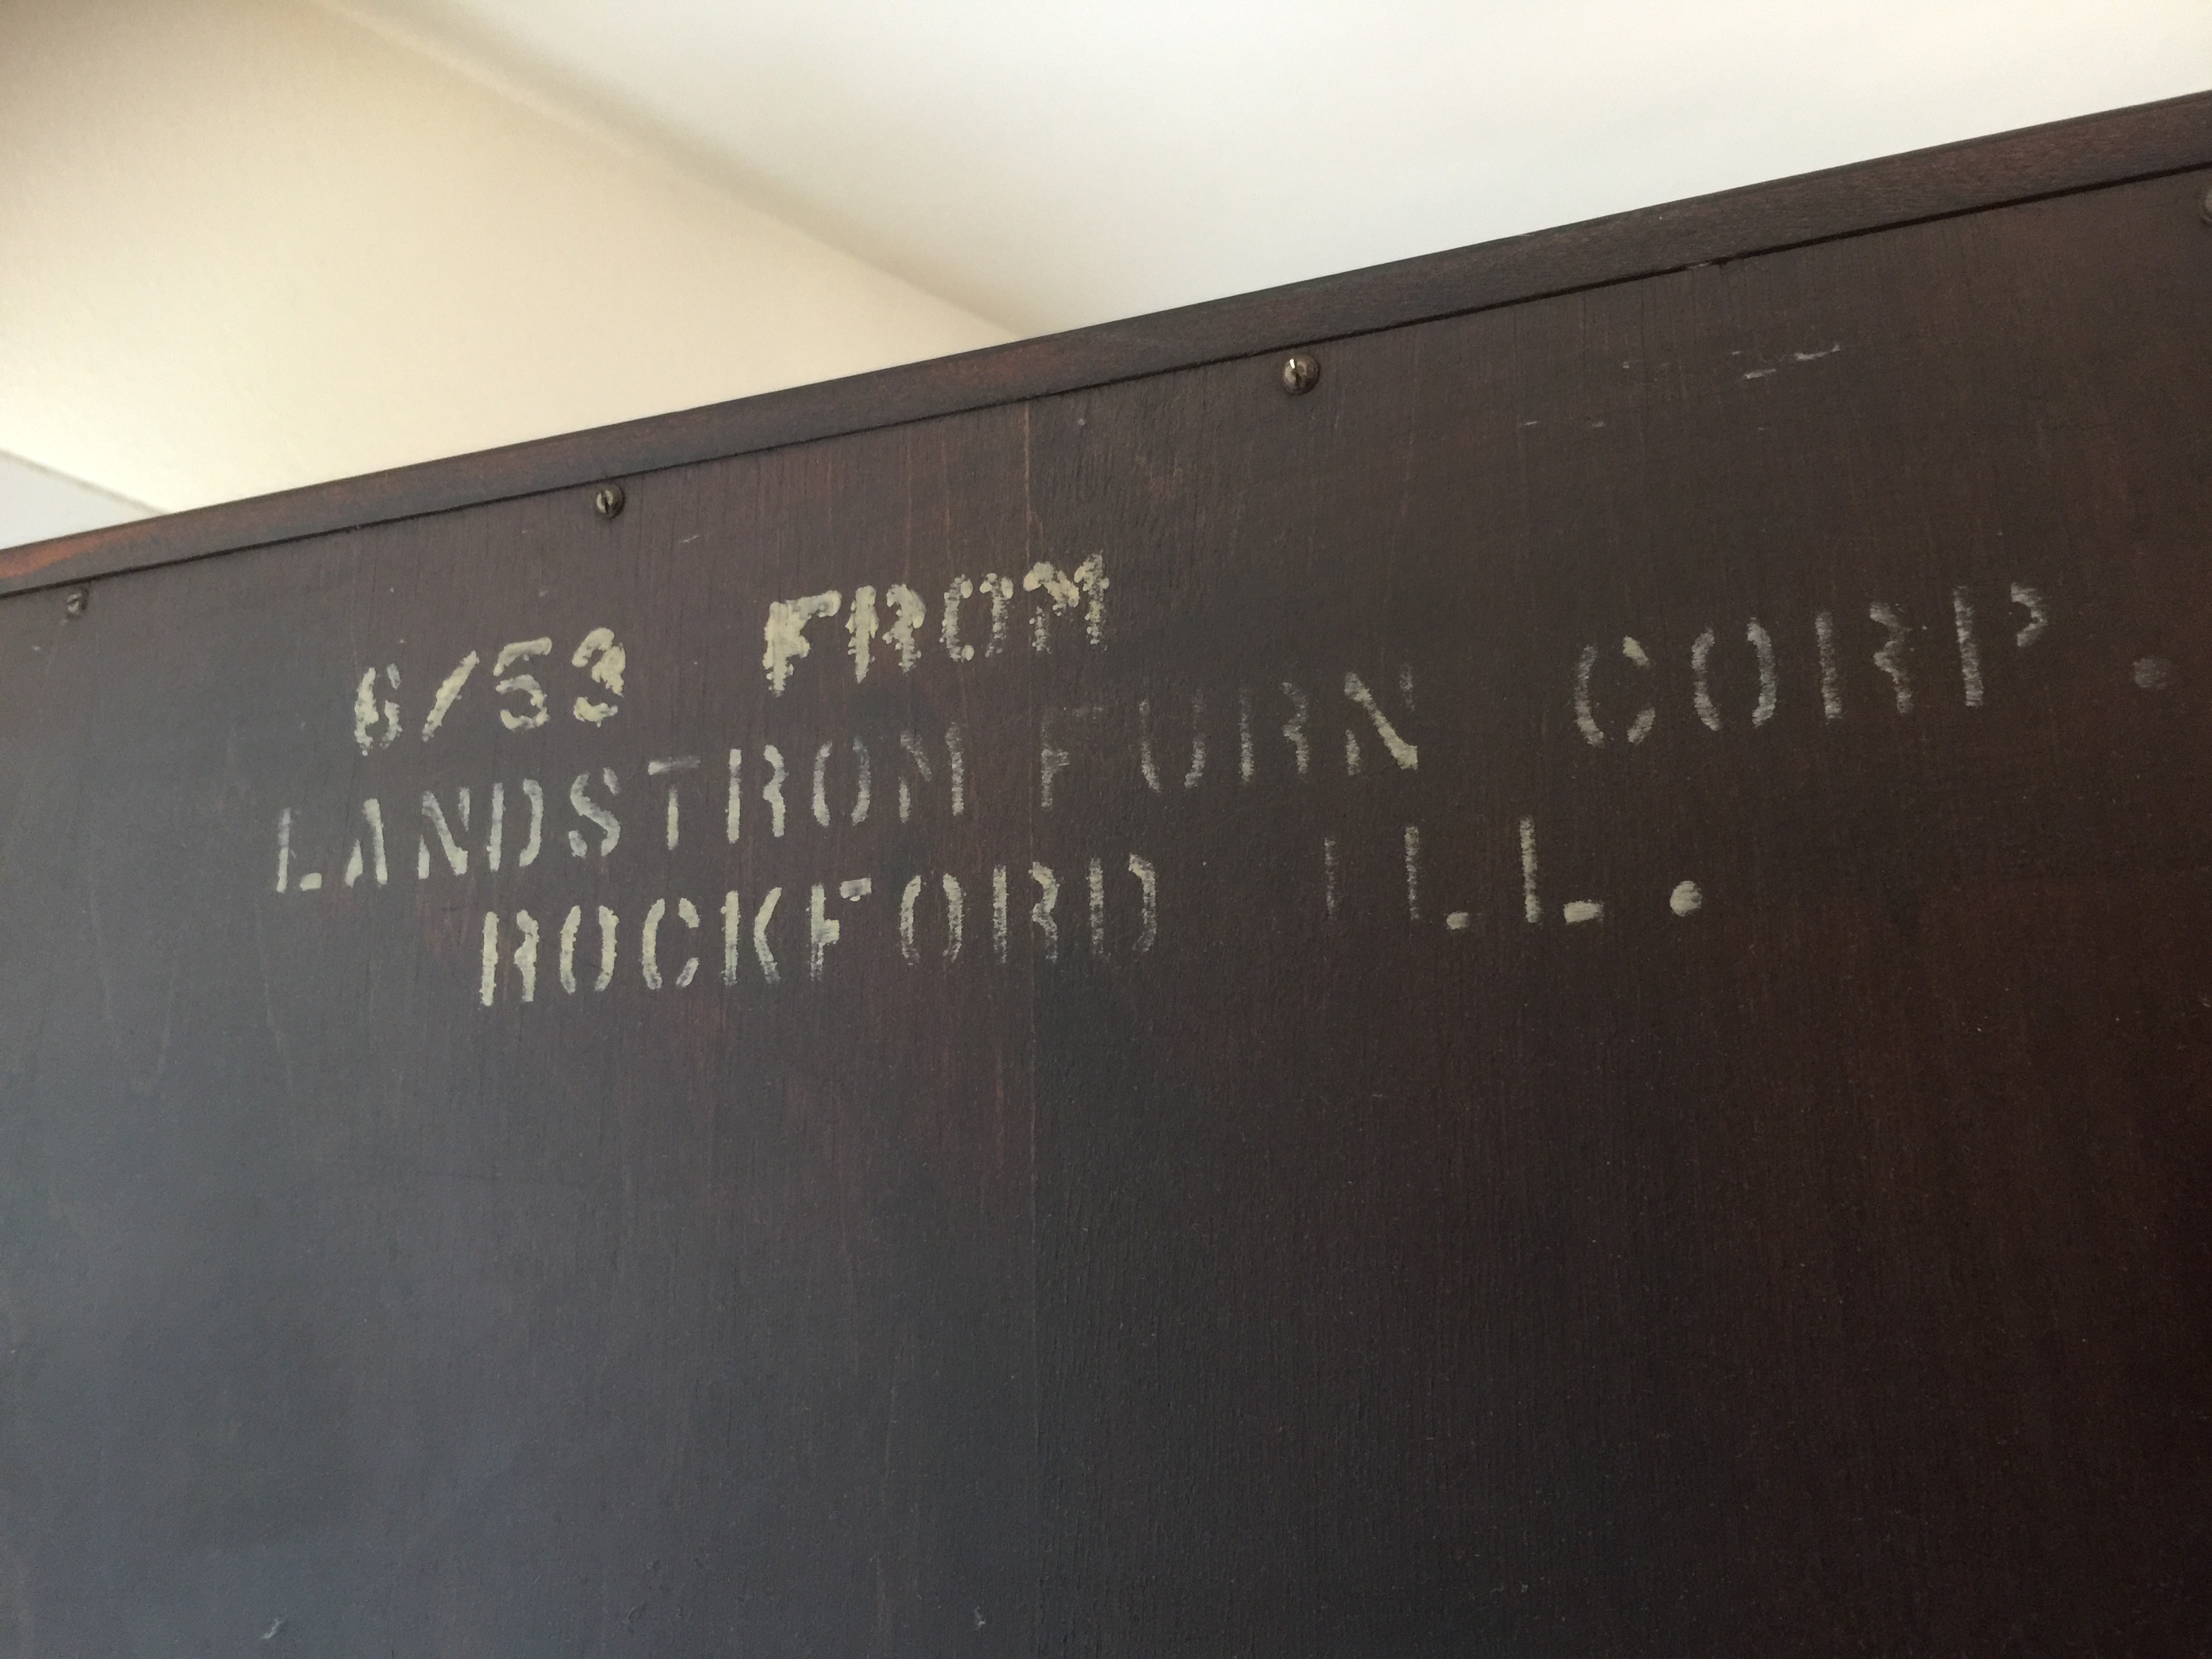 6/53 FROM
LANDSTROM FURN CORP.
ROCKFORD ILL.